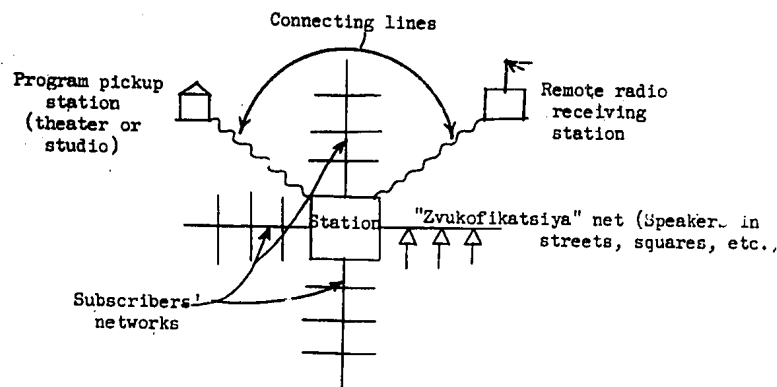 Connecting lines
Program pickup
station
(theater or
studio)
Remote radio
receiving
station
Station
"Zvukofikatsiya" net (Speakers in
streets, squares, etc.,
Subscribers'
networks